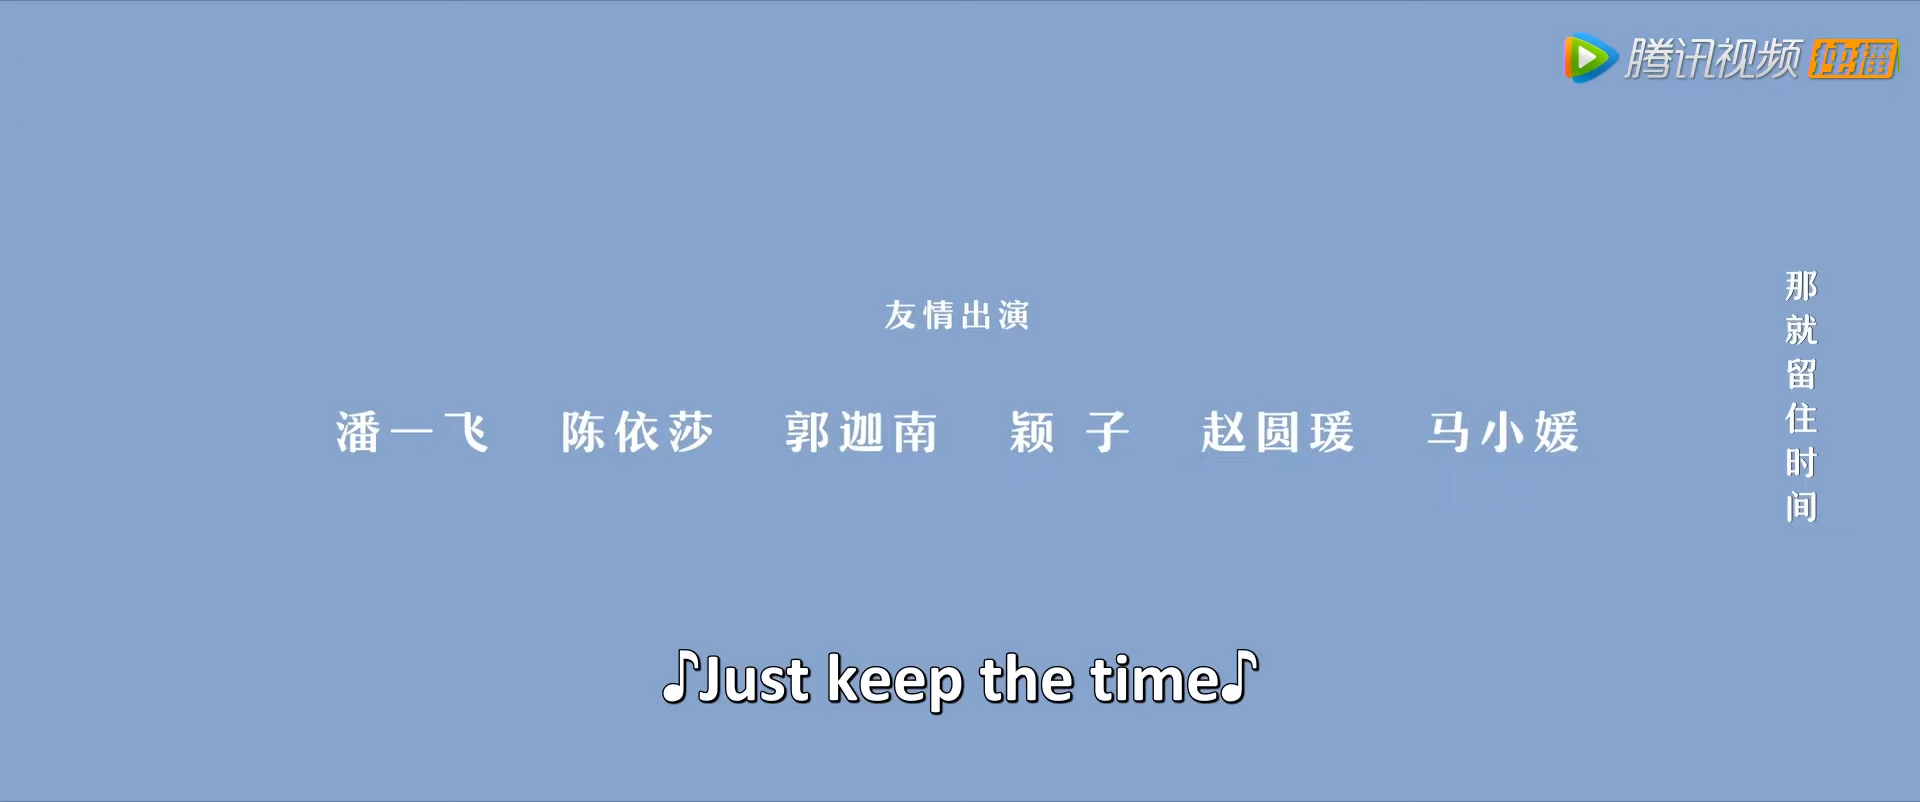 腾讯视频 独播
友情出演
潘一飞 陈依莎 郭迦南 颖 子 赵圆瑗 马小媛
那就留住时间
♪Just keep the time♪